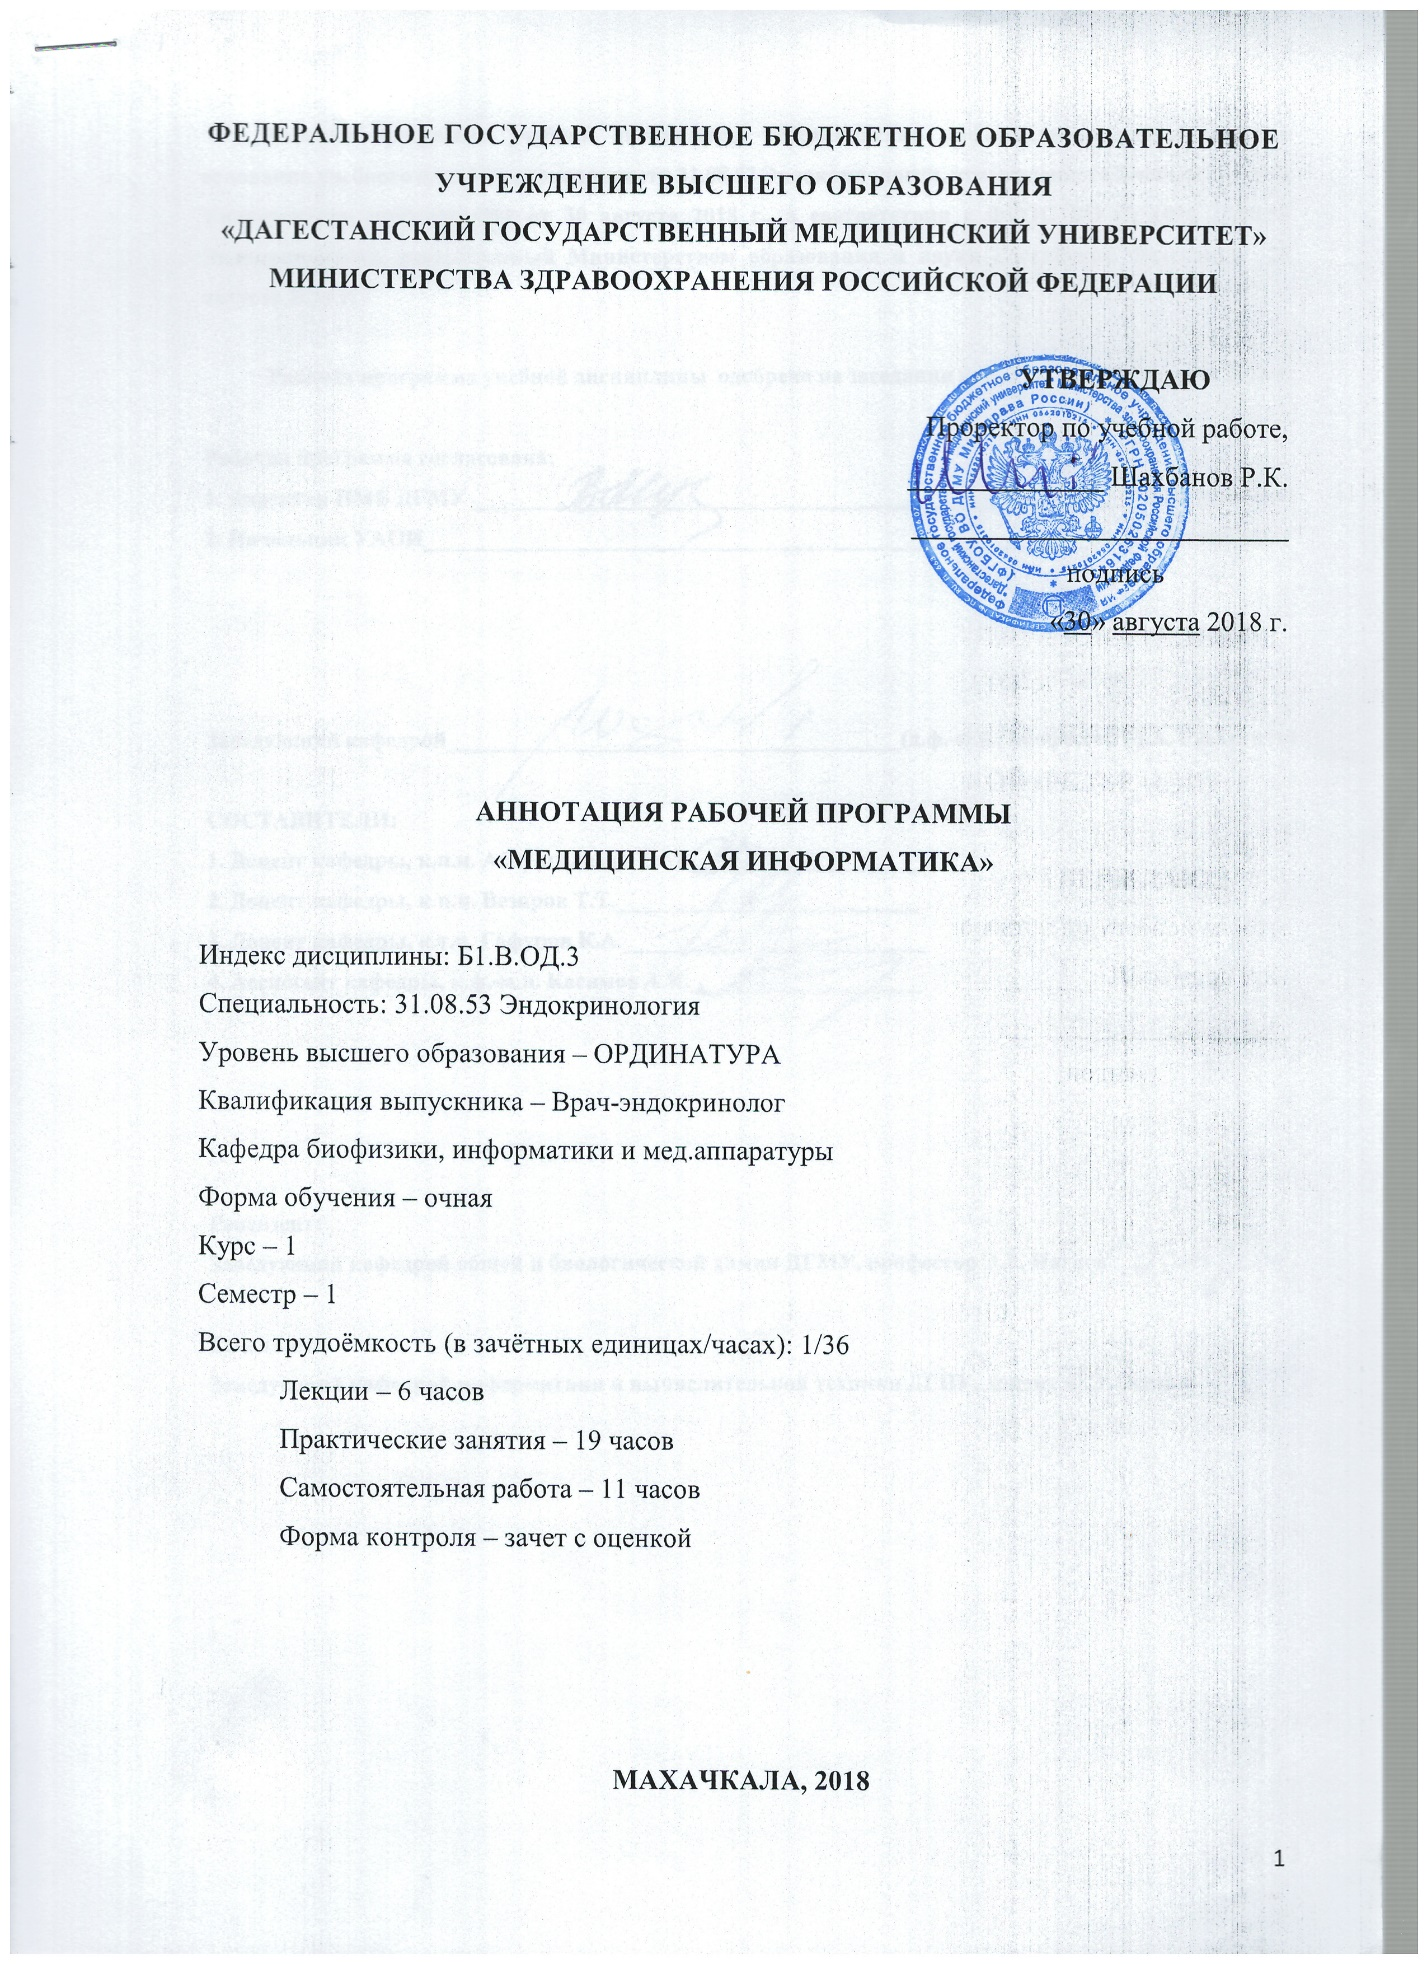 ФЕДЕРАЛЬНОЕ ГОСУДАРСТВЕННОЕ БЮДЖЕТНОЕ ОБРАЗОВАТЕЛЬНОЕ
УЧРЕЖДЕНИЕ ВЫСШЕГО ОБРАЗОВАНИЯ
«ДАГЕСТАНСКИЙ ГОСУДАРСТВЕННЫЙ МЕДИЦИНСКИЙ УНИВЕРСИТЕТ»
МИНИСТЕРСТВА ЗДРАВООХРАНЕНИЯ РОССИЙСКОЙ ФЕДЕРАЦИИ
УТВЕРЖДАЮ
Проректор по учебной работе,
Шахбанов Р.К.
подпись
«30» августа 2018 г.
АННОТАЦИЯ РАБОЧЕЙ ПРОГРАММЫ
«МЕДИЦИНСКАЯ ИНФОРМАТИКА»
Индекс дисциплины: Б1.В.ОД.3
Специальность: 31.08.53 Эндокринология
Уровень высшего образования – ОРДИНАТУРА
Квалификация выпускника – Врач-эндокринолог
Кафедра биофизики, информатики и мед.аппаратуры
Форма обучения – очная
Курс – 1
Семестр – 1
Всего трудоёмкость (в зачётных единицах/часах): 1/36
Лекции – 6 часов
Практические занятия – 19 часов
Самостоятельная работа – 11 часов
Форма контроля – зачет с оценкой
МАХАЧКАЛА, 2018
1